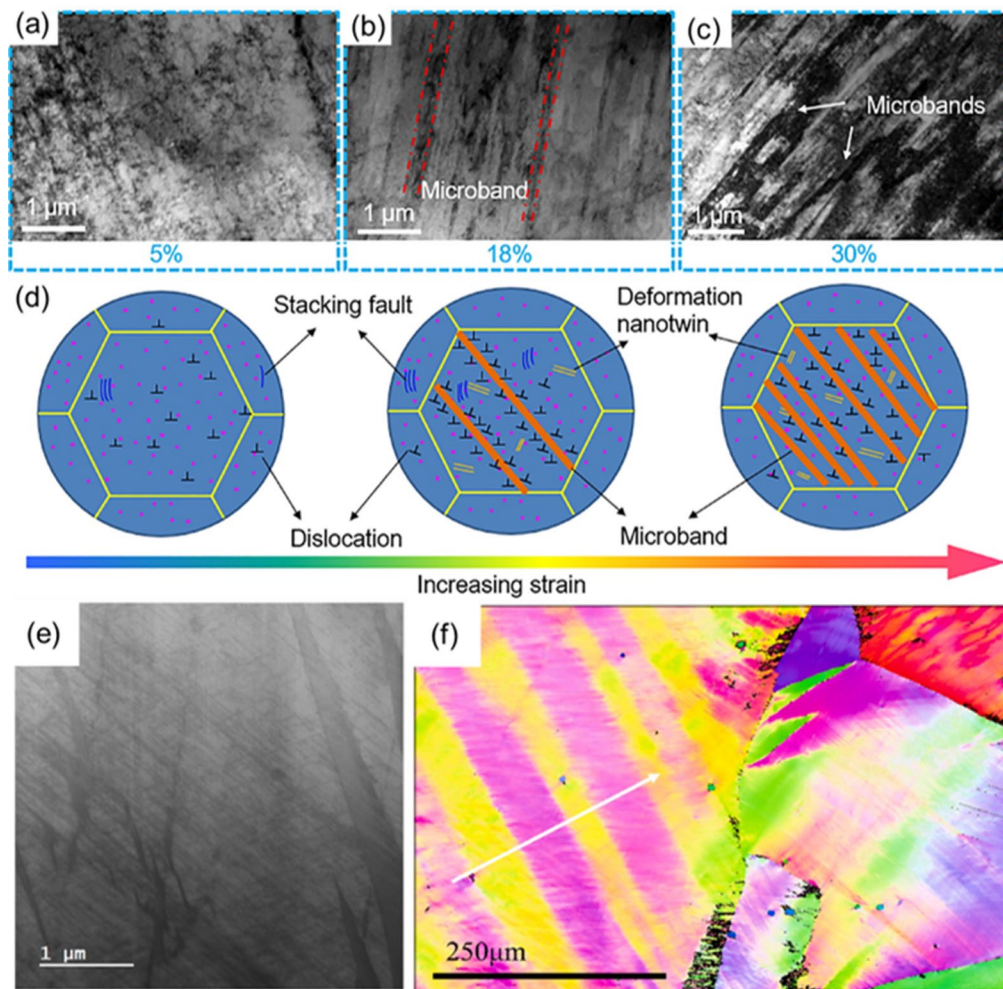 (a)
(b)
(c)
Microband
Microbands
1 μm
1 μm
1 μm
5%
18%
30%
(d)
Stacking fault
Deformation
nanotwin
Dislocation
Microband
Increasing strain
(e)
(f)
1 μm
250μm